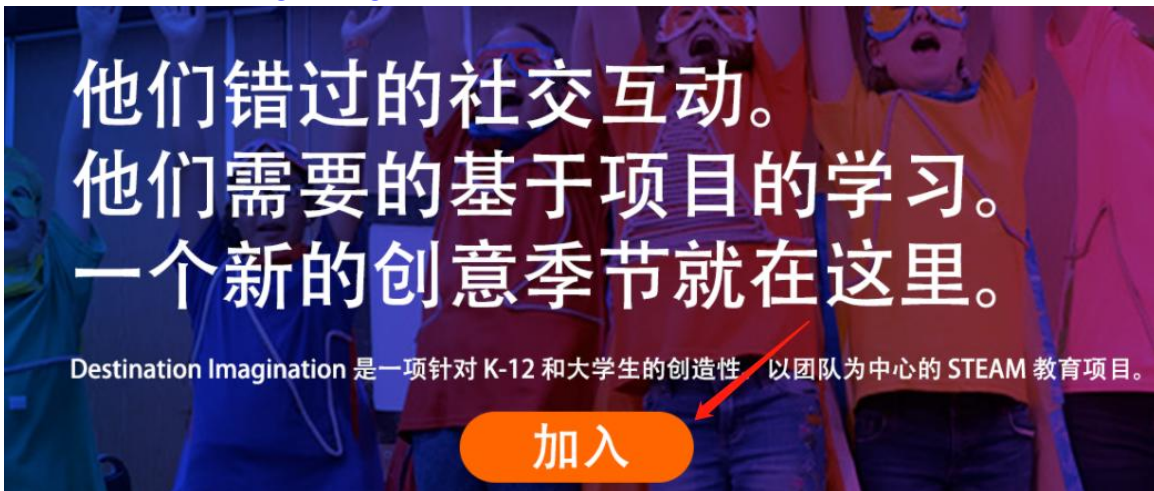 他们错过的社交互动。
他们需要的基于项目的学习。
一个新的创意季节就在这里。
Destination Imagination 是一项针对 K-12 和大学生的创造性、以团队为中心的 STEAM 教育项目。
加入